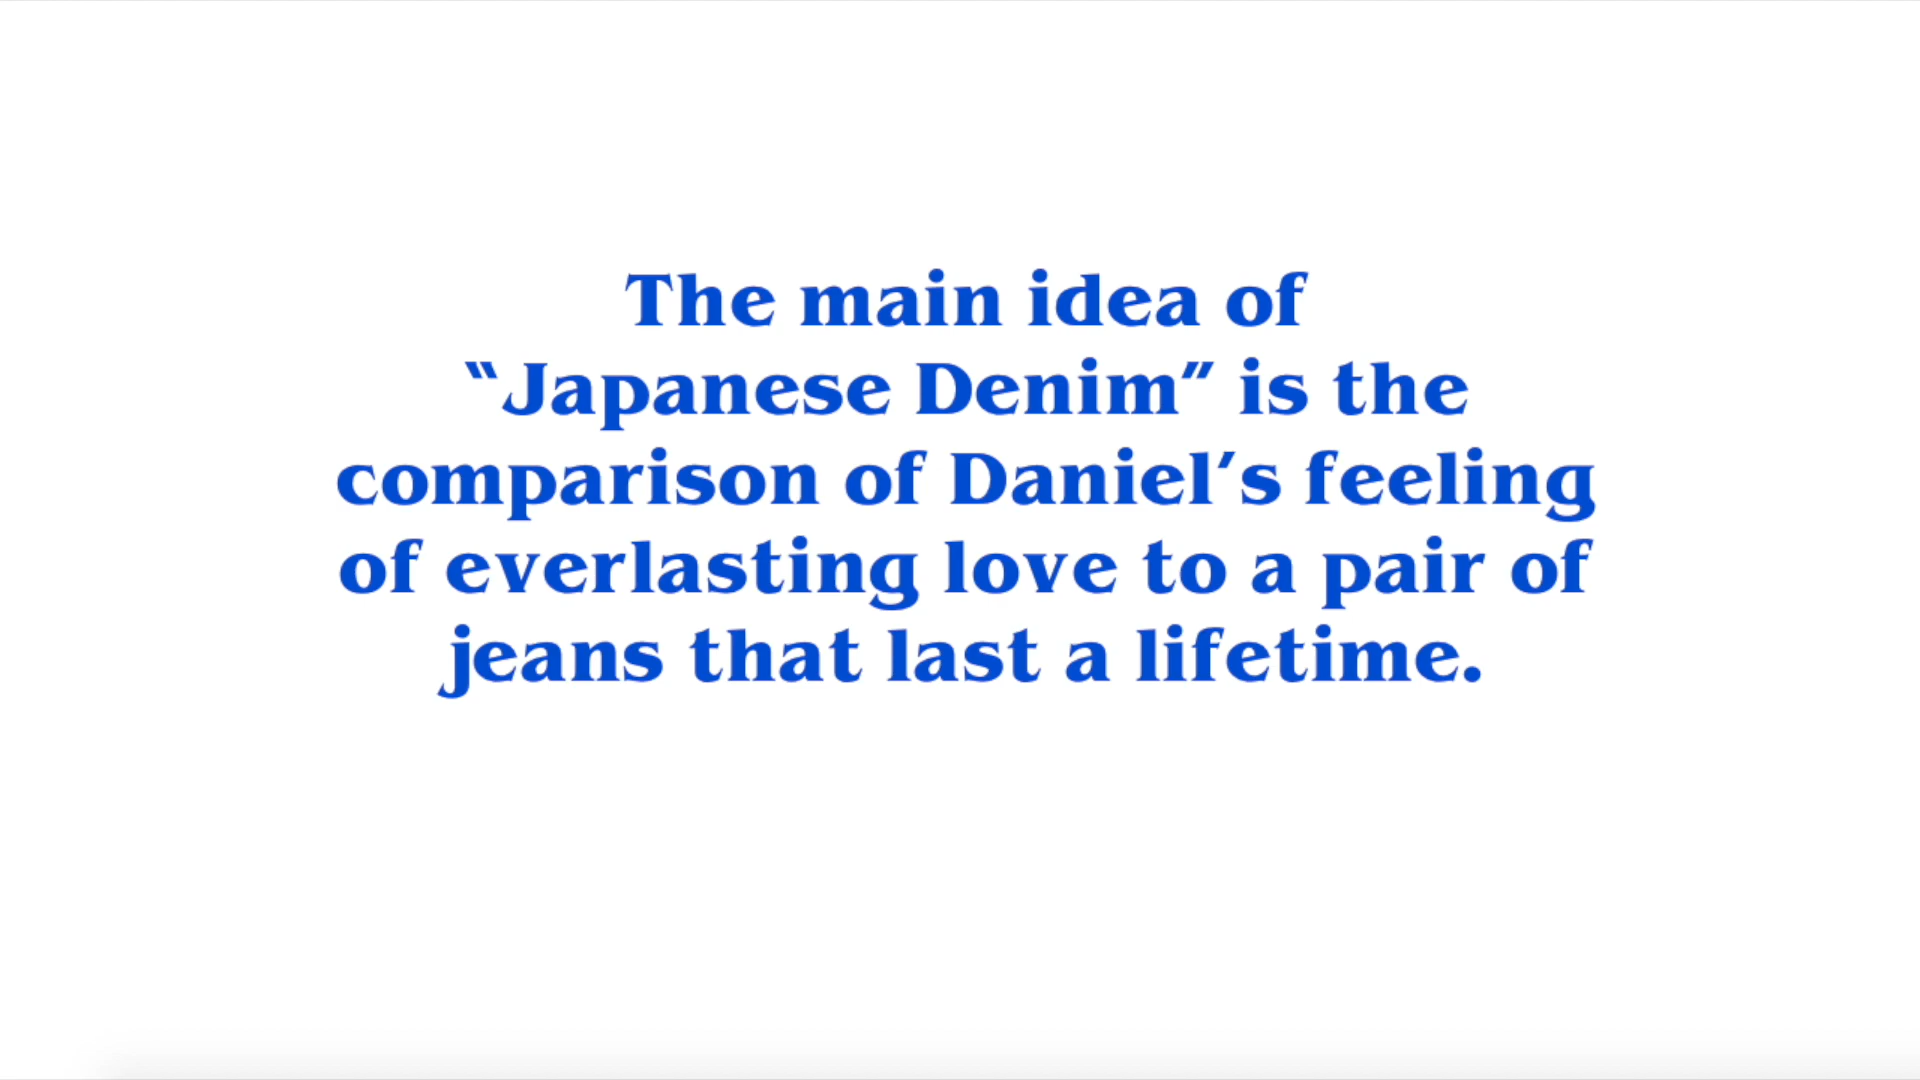 The main idea of
“Japanese Denim” is the
comparison of Daniel’s feeling
of everlasting love to a pair of
jeans that last a lifetime.